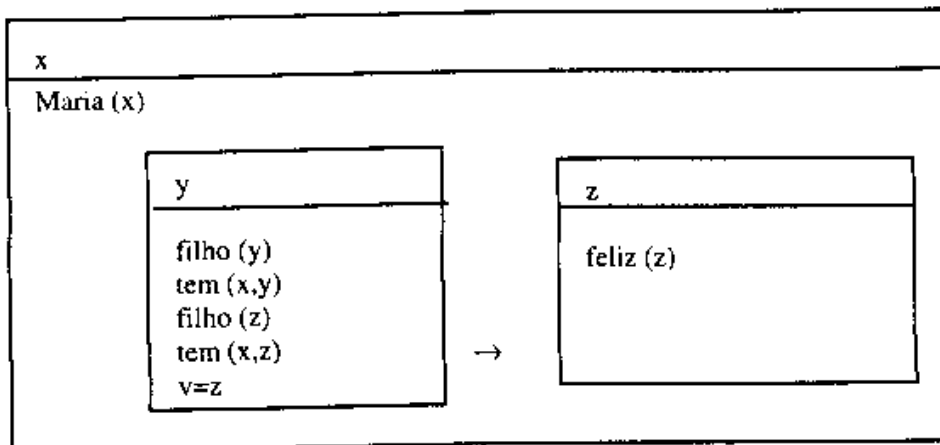 x
Maria (x)
y
filho (y)
tem (x,y)
filho (z)
tem (x,z)
v=z
→
z
feliz (z)